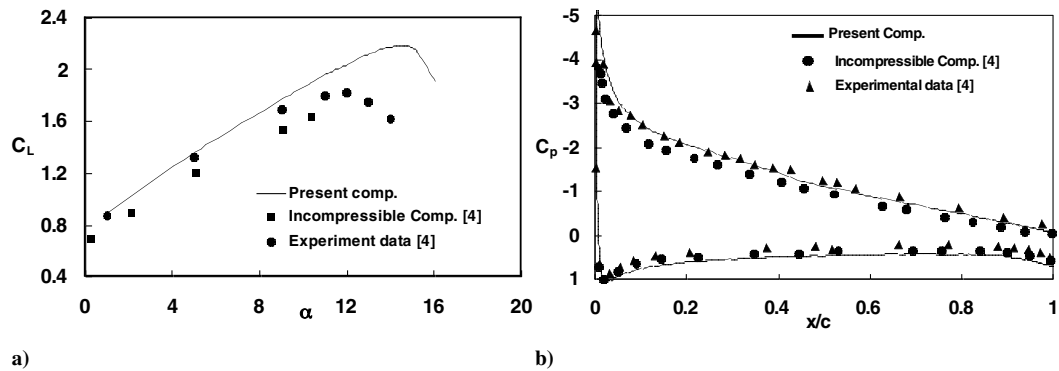 2.4
2
1.6
C_L
1.2
0.8
0.4
0
4
8
12
16
20
α
Present comp.
Incompressible Comp. [4]
Experiment data [4]
a)
-5
-4
-3
C_p
-2
-1
0
1
0
0.2
0.4
0.6
0.8
1
x/c
Present Comp.
Incompressible Comp. [4]
Experimental data [4]
b)